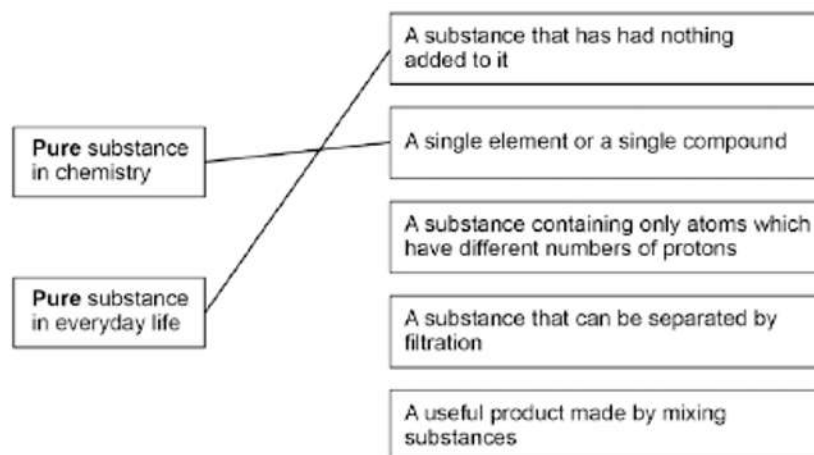 Pure substance
in chemistry
Pure substance
in everyday life
A substance that has had nothing
added to it
A single element or a single compound
A substance containing only atoms which
have different numbers of protons
A substance that can be separated by
filtration
A useful product made by mixing
substances